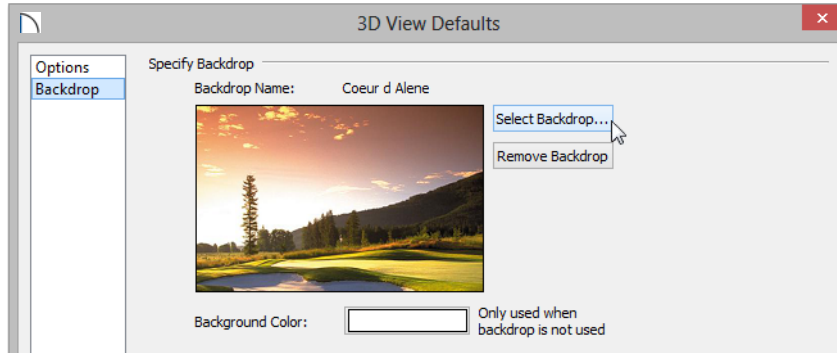 3D View Defaults
Options
Backdrop
Specify Backdrop
Backdrop Name: Coeur d Alene
Select Backdrop...
Remove Backdrop
Background Color:
Only used when
backdrop is not used